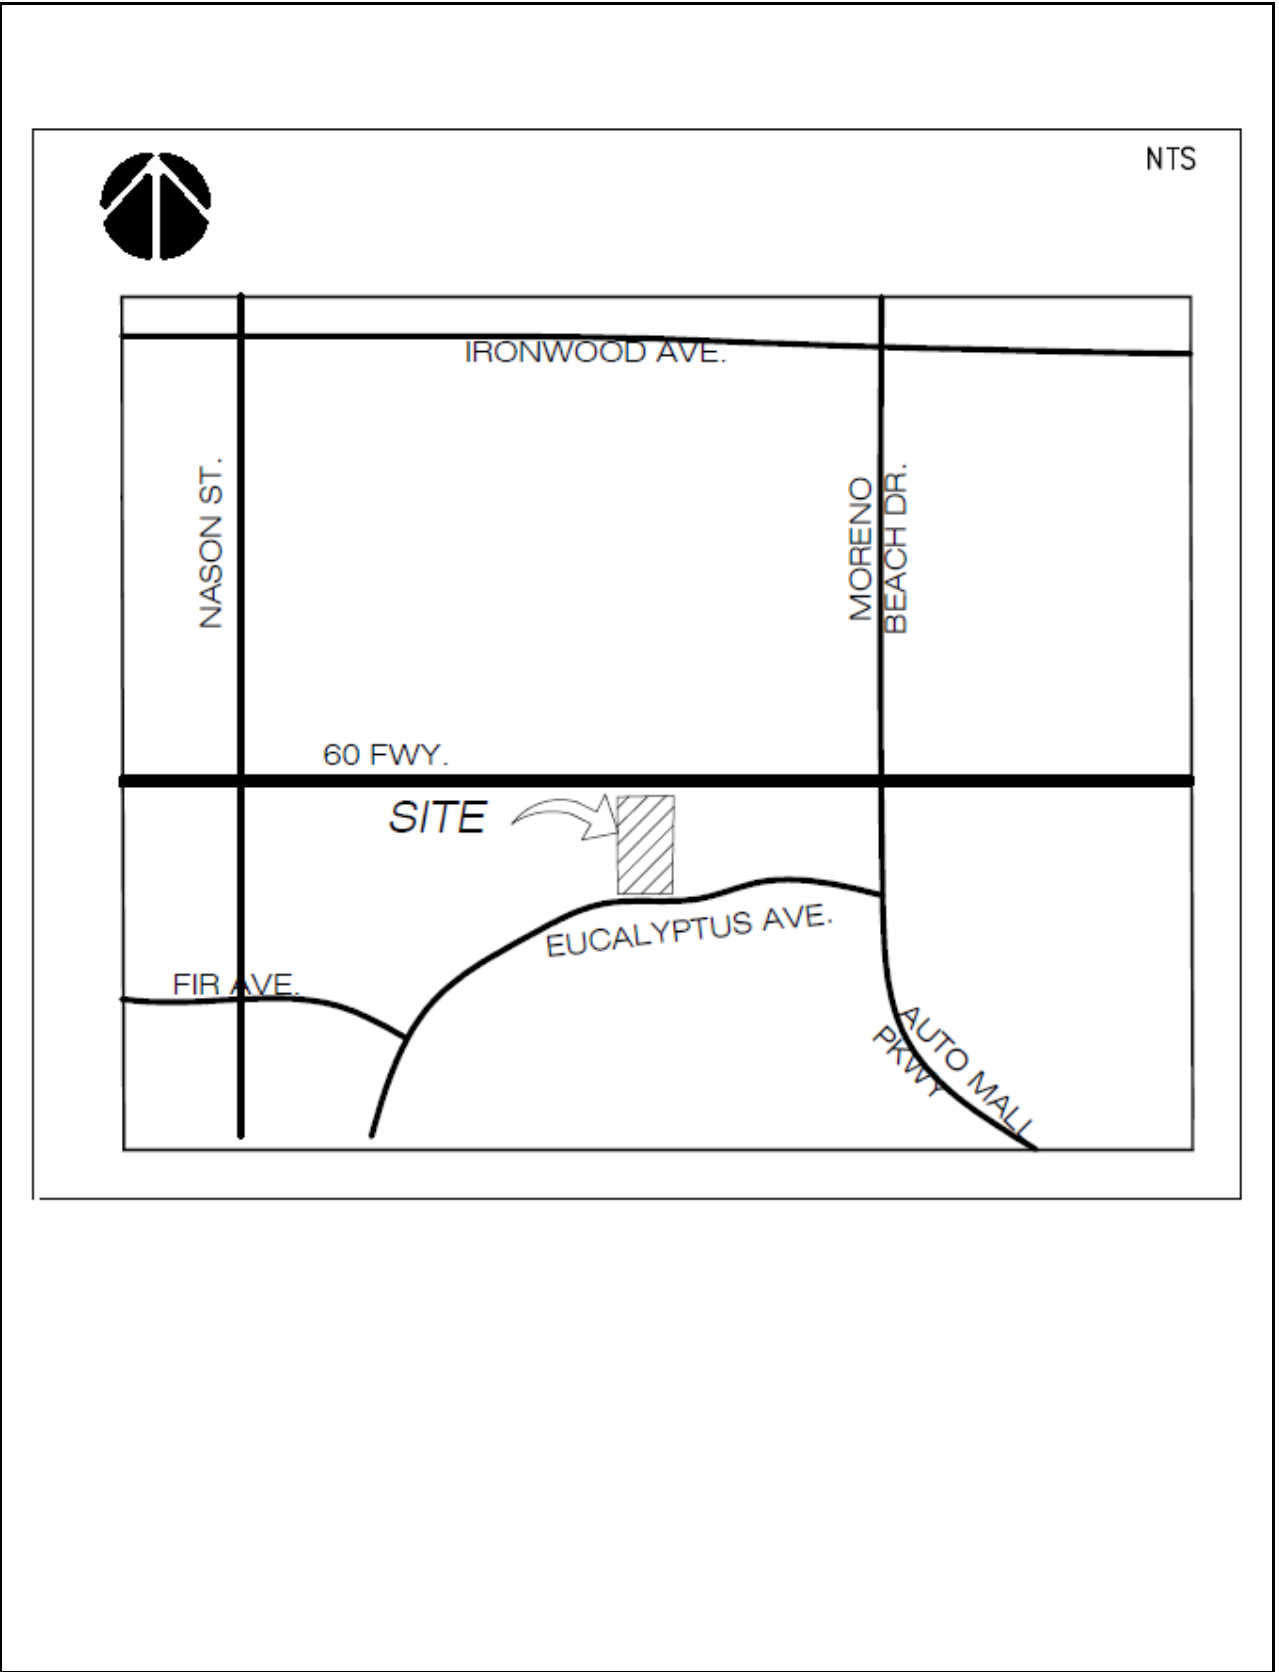 NTS
IRONWOOD AVE.
NASON ST.
MORENO
BEACH DR.
60 FWY.
SITE
EUCALYPTUS AVE.
FIR AVE.
AUTO MALL
PKWY